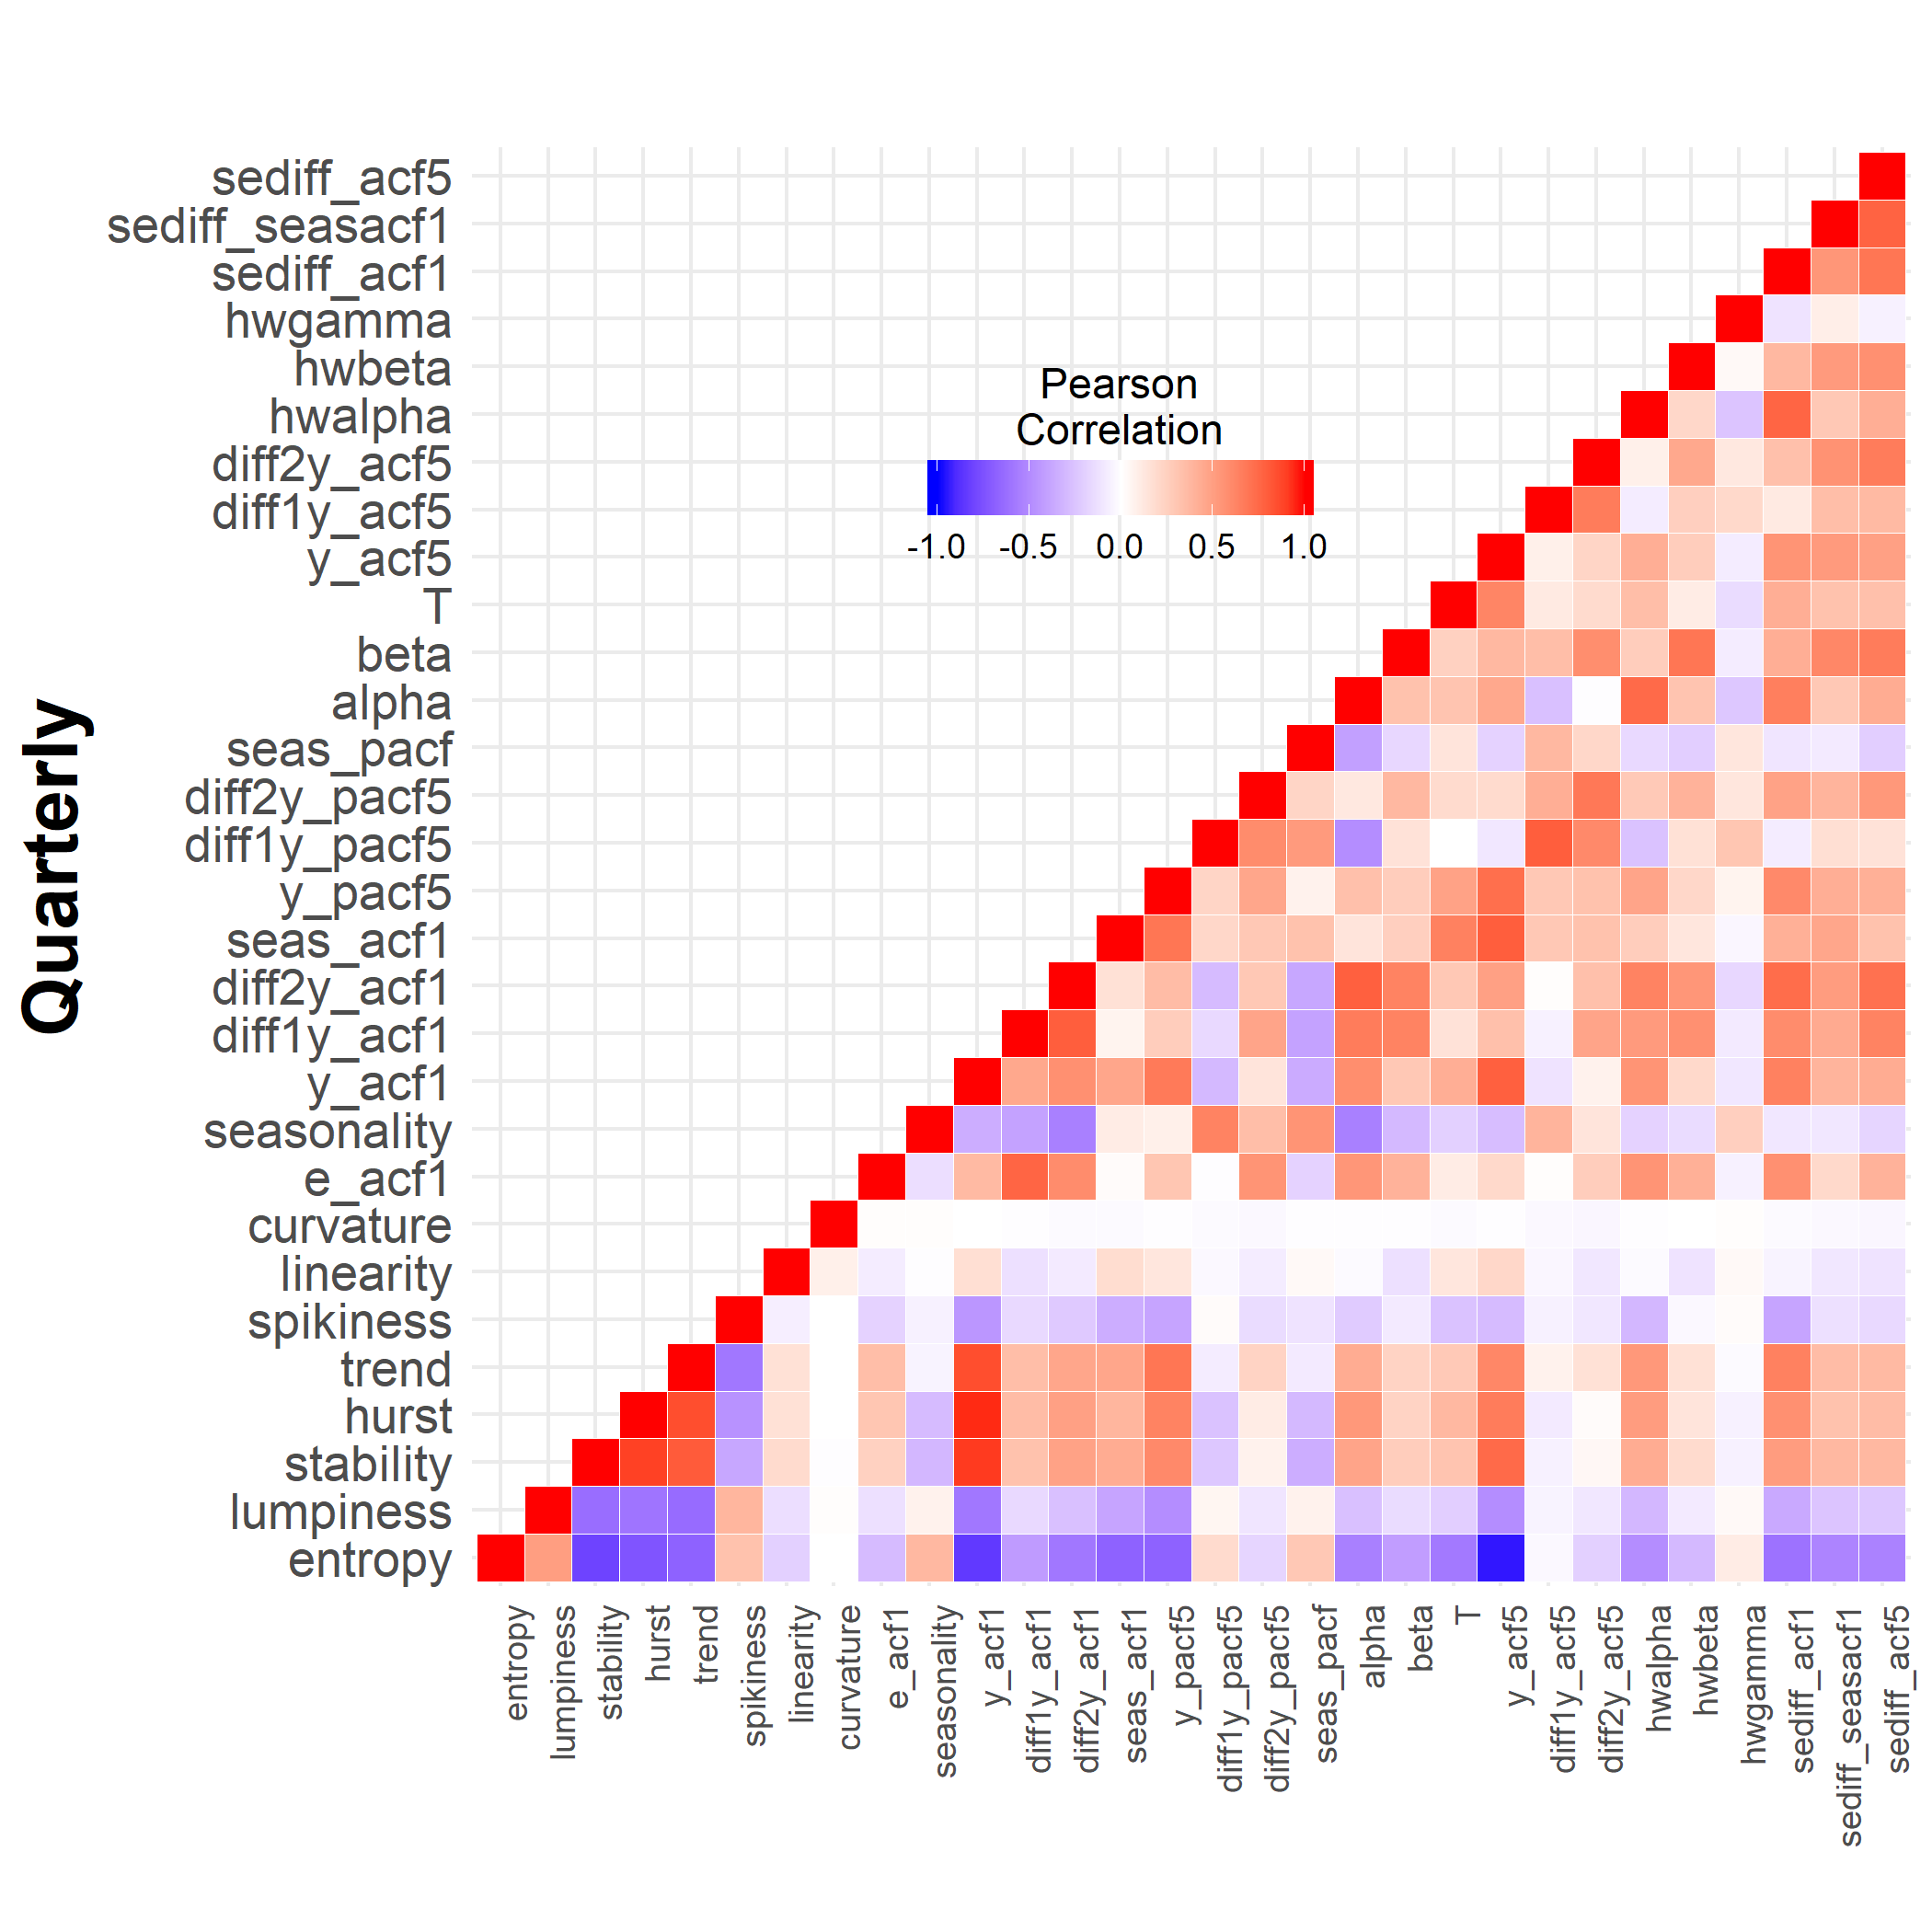 Quarterly
sediff_acf5
sediff_seasacf1
sediff_acf1
hwgamma
hwbeta
hwalpha
diff2y_acf5
diff1y_acf5
y_acf5
T
beta
alpha
seas_pacf
diff2y_pacf5
diff1y_pacf5
y_pacf5
seas_acf1
diff2y_acf1
diff1y_acf1
y_acf1
seasonality
e_acf1
curvature
linearity
spikiness
trend
hurst
stability
lumpiness
entropy
Pearson
Correlation
-1.0 -0.5 0.0 0.5 1.0
entropy
lumpiness
stability
hurst
trend
spikiness
linearity
curvature
e_acf1
seasonality
y_acf1
diff1y_acf1
diff2y_acf1
seas_acf1
y_pacf5
diff1y_pacf5
diff2y_pacf5
seas_pacf
alpha
beta
T
y_acf5
diff1y_acf5
diff2y_acf5
hwalpha
hwbeta
hwgamma
sediff_acf1
sediff_seasacf1
sediff_acf5